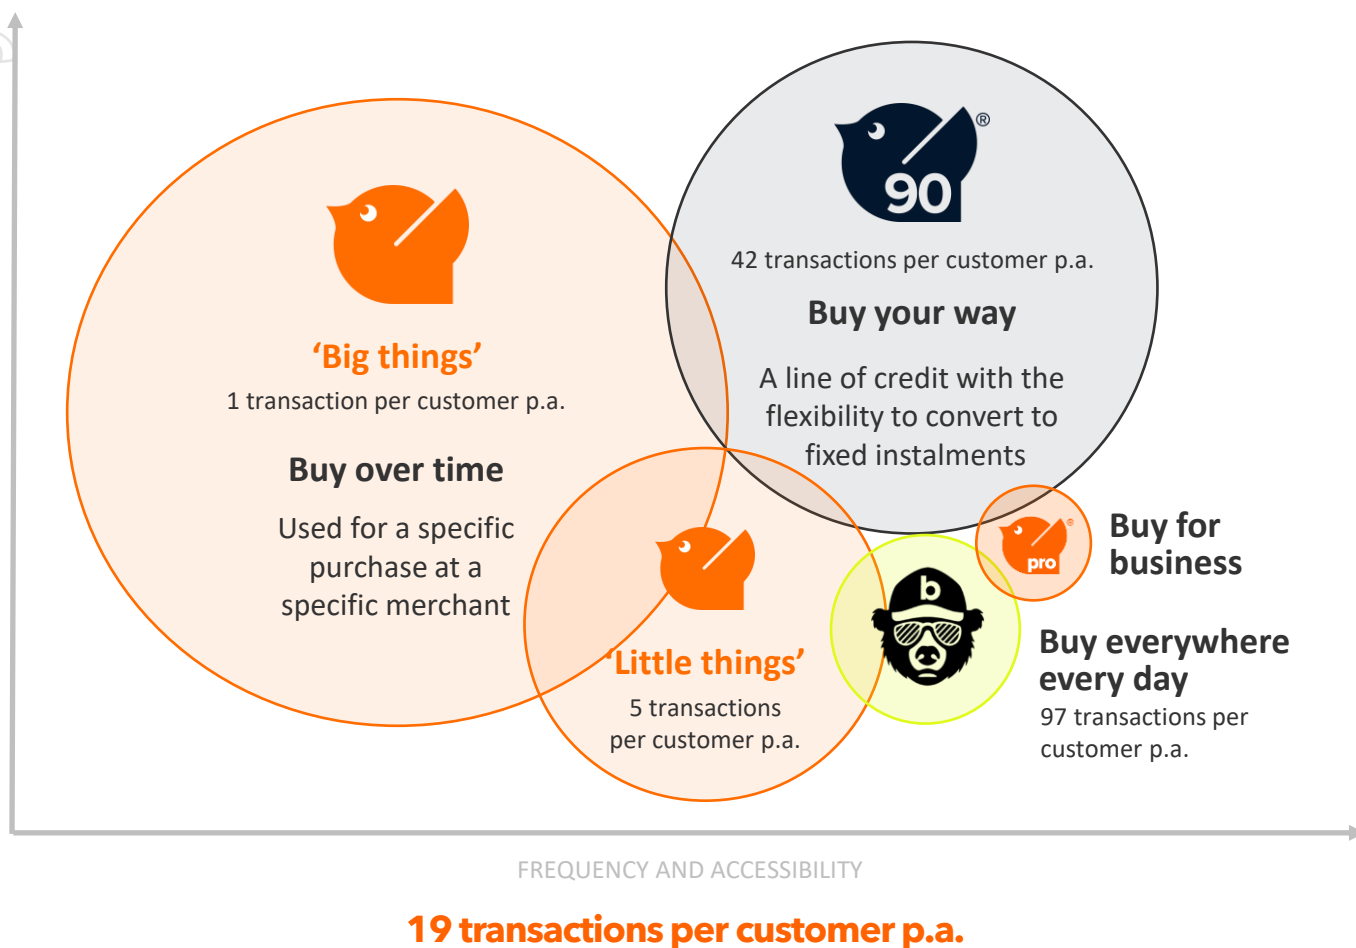 ®
90
42 transactions per customer p.a.
Buy your way
A line of credit with the
flexibility to convert to
fixed instalments
‘Big things’
1 transaction per customer p.a.
Buy over time
Used for a specific
purchase at a
specific merchant
‘Little things’
5 transactions
per customer p.a.
b
®
pro
Buy for
business
Buy everywhere
every day
97 transactions per
customer p.a.
FREQUENCY AND ACCESSIBILITY
19 transactions per customer p.a.